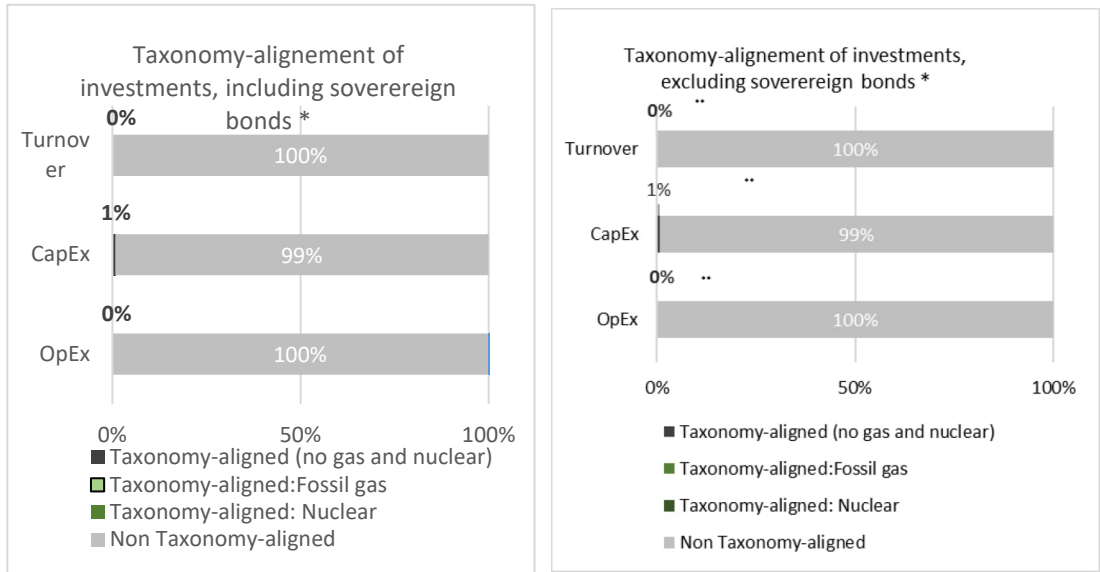 Taxonomy-alignement of
investments, including soverereign
bonds *
0%
Turnov
er
100%
1%
CapEx
99%
0%
OpEx
100%
0% 50% 100%
Taxonomy-aligned (no gas and nuclear)
Taxonomy-aligned:Fossil gas
Taxonomy-aligned: Nuclear
Non Taxonomy-aligned
Taxonomy-alignement of investments,
excluding soverereign bonds *
0%
Turnover
100%
1%
CapEx
99%
0%
OpEx
100%
0% 50% 100%
Taxonomy-aligned (no gas and nuclear)
Taxonomy-aligned:Fossil gas
Taxonomy-aligned: Nuclear
Non Taxonomy-aligned